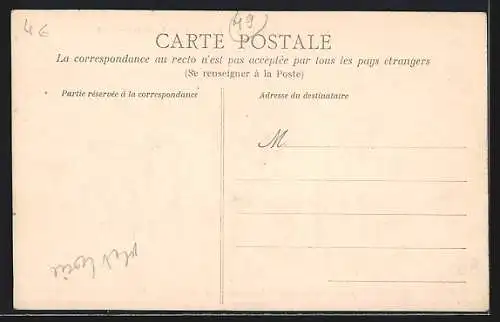 4€
(49)
CARTE POSTALE
La correspondance au recto n'est pas acceptée par tous les pays étrangers
(Se renseigner à la Poste)
Partie réservée à la correspondance
Adresse du destinataire
M